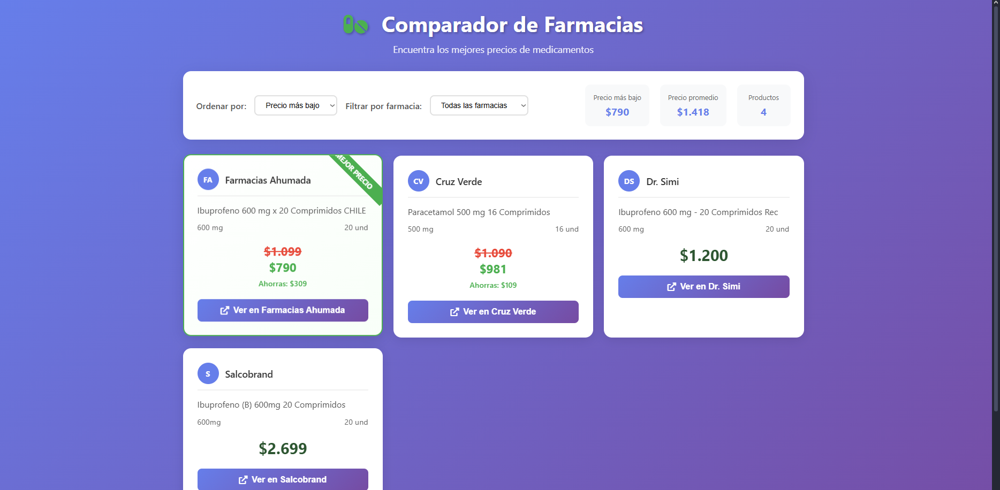 Comparador de Farmacias
Encuentra los mejores precios de medicamentos
Ordenar por:
Precio más bajo
Filtrar por farmacia:
Todas las farmacias
Precio más bajo
$790
Precio promedio
$1.418
Productos
4
MEJOR PRECIO
FA
Farmacias Ahumada
Ibuprofeno 600 mg x 20 Comprimidos CHILE
600 mg 20 und
$1.099
$790
Ahorras: $309
Ver en Farmacias Ahumada
CV
Cruz Verde
Paracetamol 500 mg 16 Comprimidos
500 mg 16 und
$1.090
$981
Ahorras: $109
Ver en Cruz Verde
DS
Dr. Simi
Ibuprofeno 600 mg - 20 Comprimidos Rec
600 mg 20 und
$1.200
Ver en Dr. Simi
S
Salcobrand
Ibuprofeno (B) 600mg 20 Comprimidos
600mg 20 und
$2.699
Ver en Salcobrand